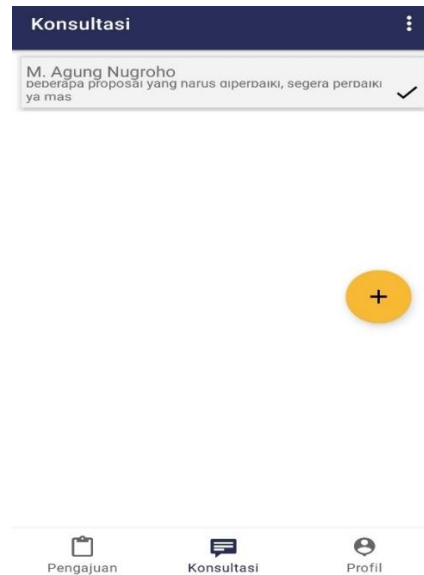 Konsultasi
M. Agung Nugroho
beberapa proposal yang harus diperbaiki, segera perbaiki
ya mas
Pengajuan Konsultasi Profil